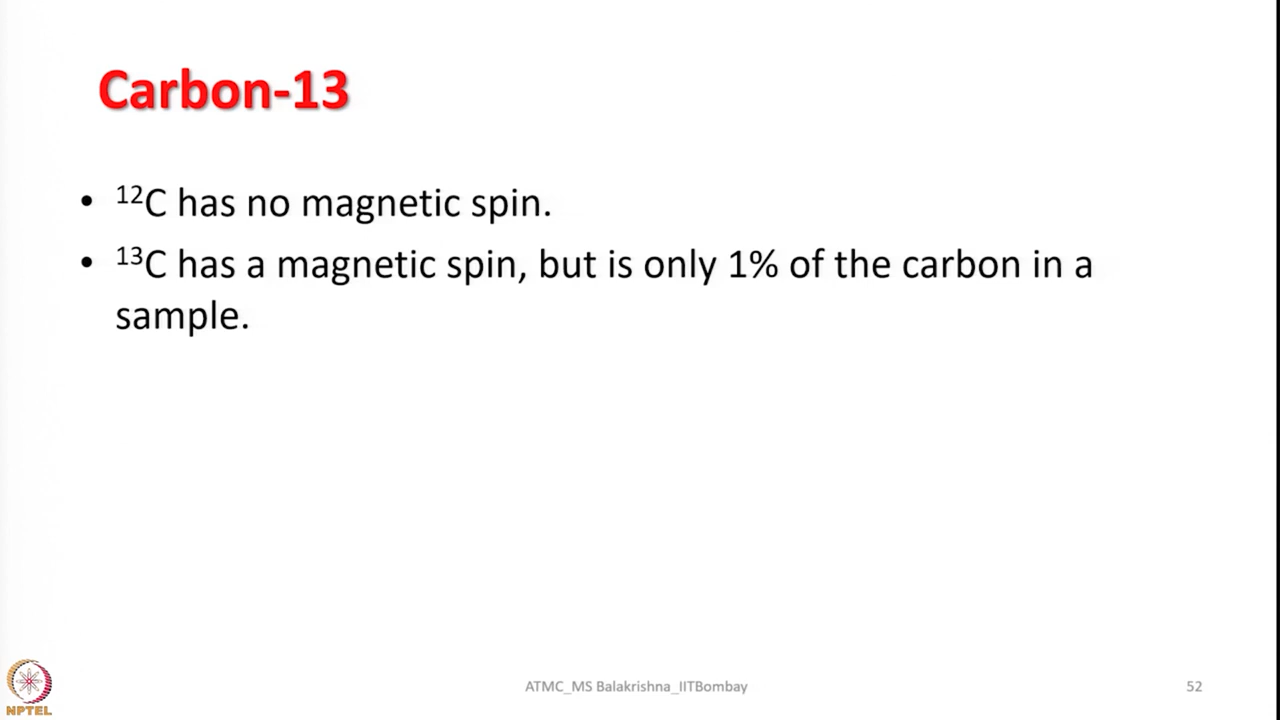 Carbon-13
• ¹²C has no magnetic spin.
• ¹³C has a magnetic spin, but is only 1% of the carbon in a
sample.
NPTEL
ATMC_MS Balakrishna_IITBombay
52